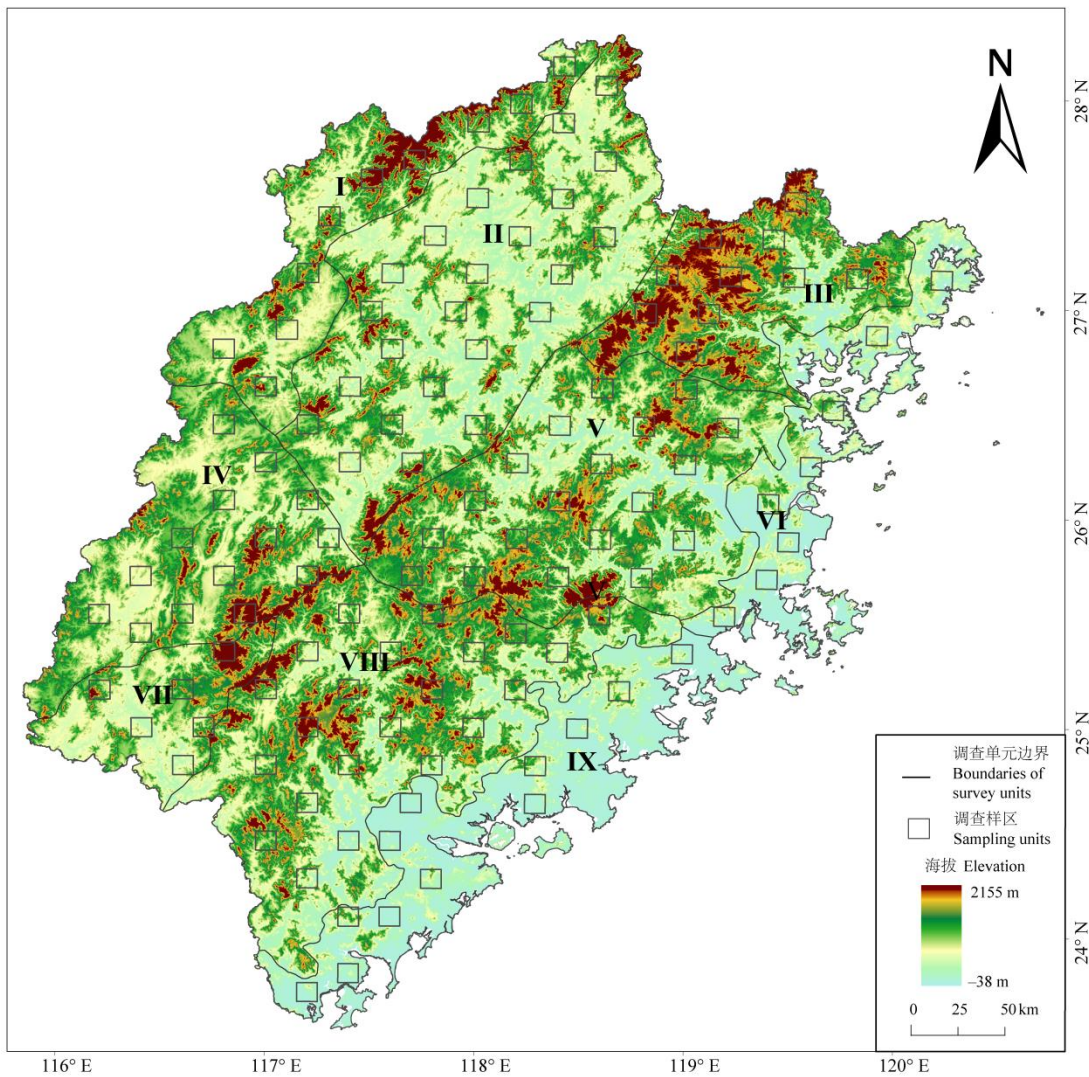 N
28° N
I
II
III
27° N
V
IV
VI
26° N
V
VIII
VII
25° N
IX
调查单元边界
Boundaries of
survey units
调查样区
Sampling units
海拔 Elevation
2155 m
–38 m
24° N
0 25 50 km
116° E 117° E 118° E 119° E 120° E